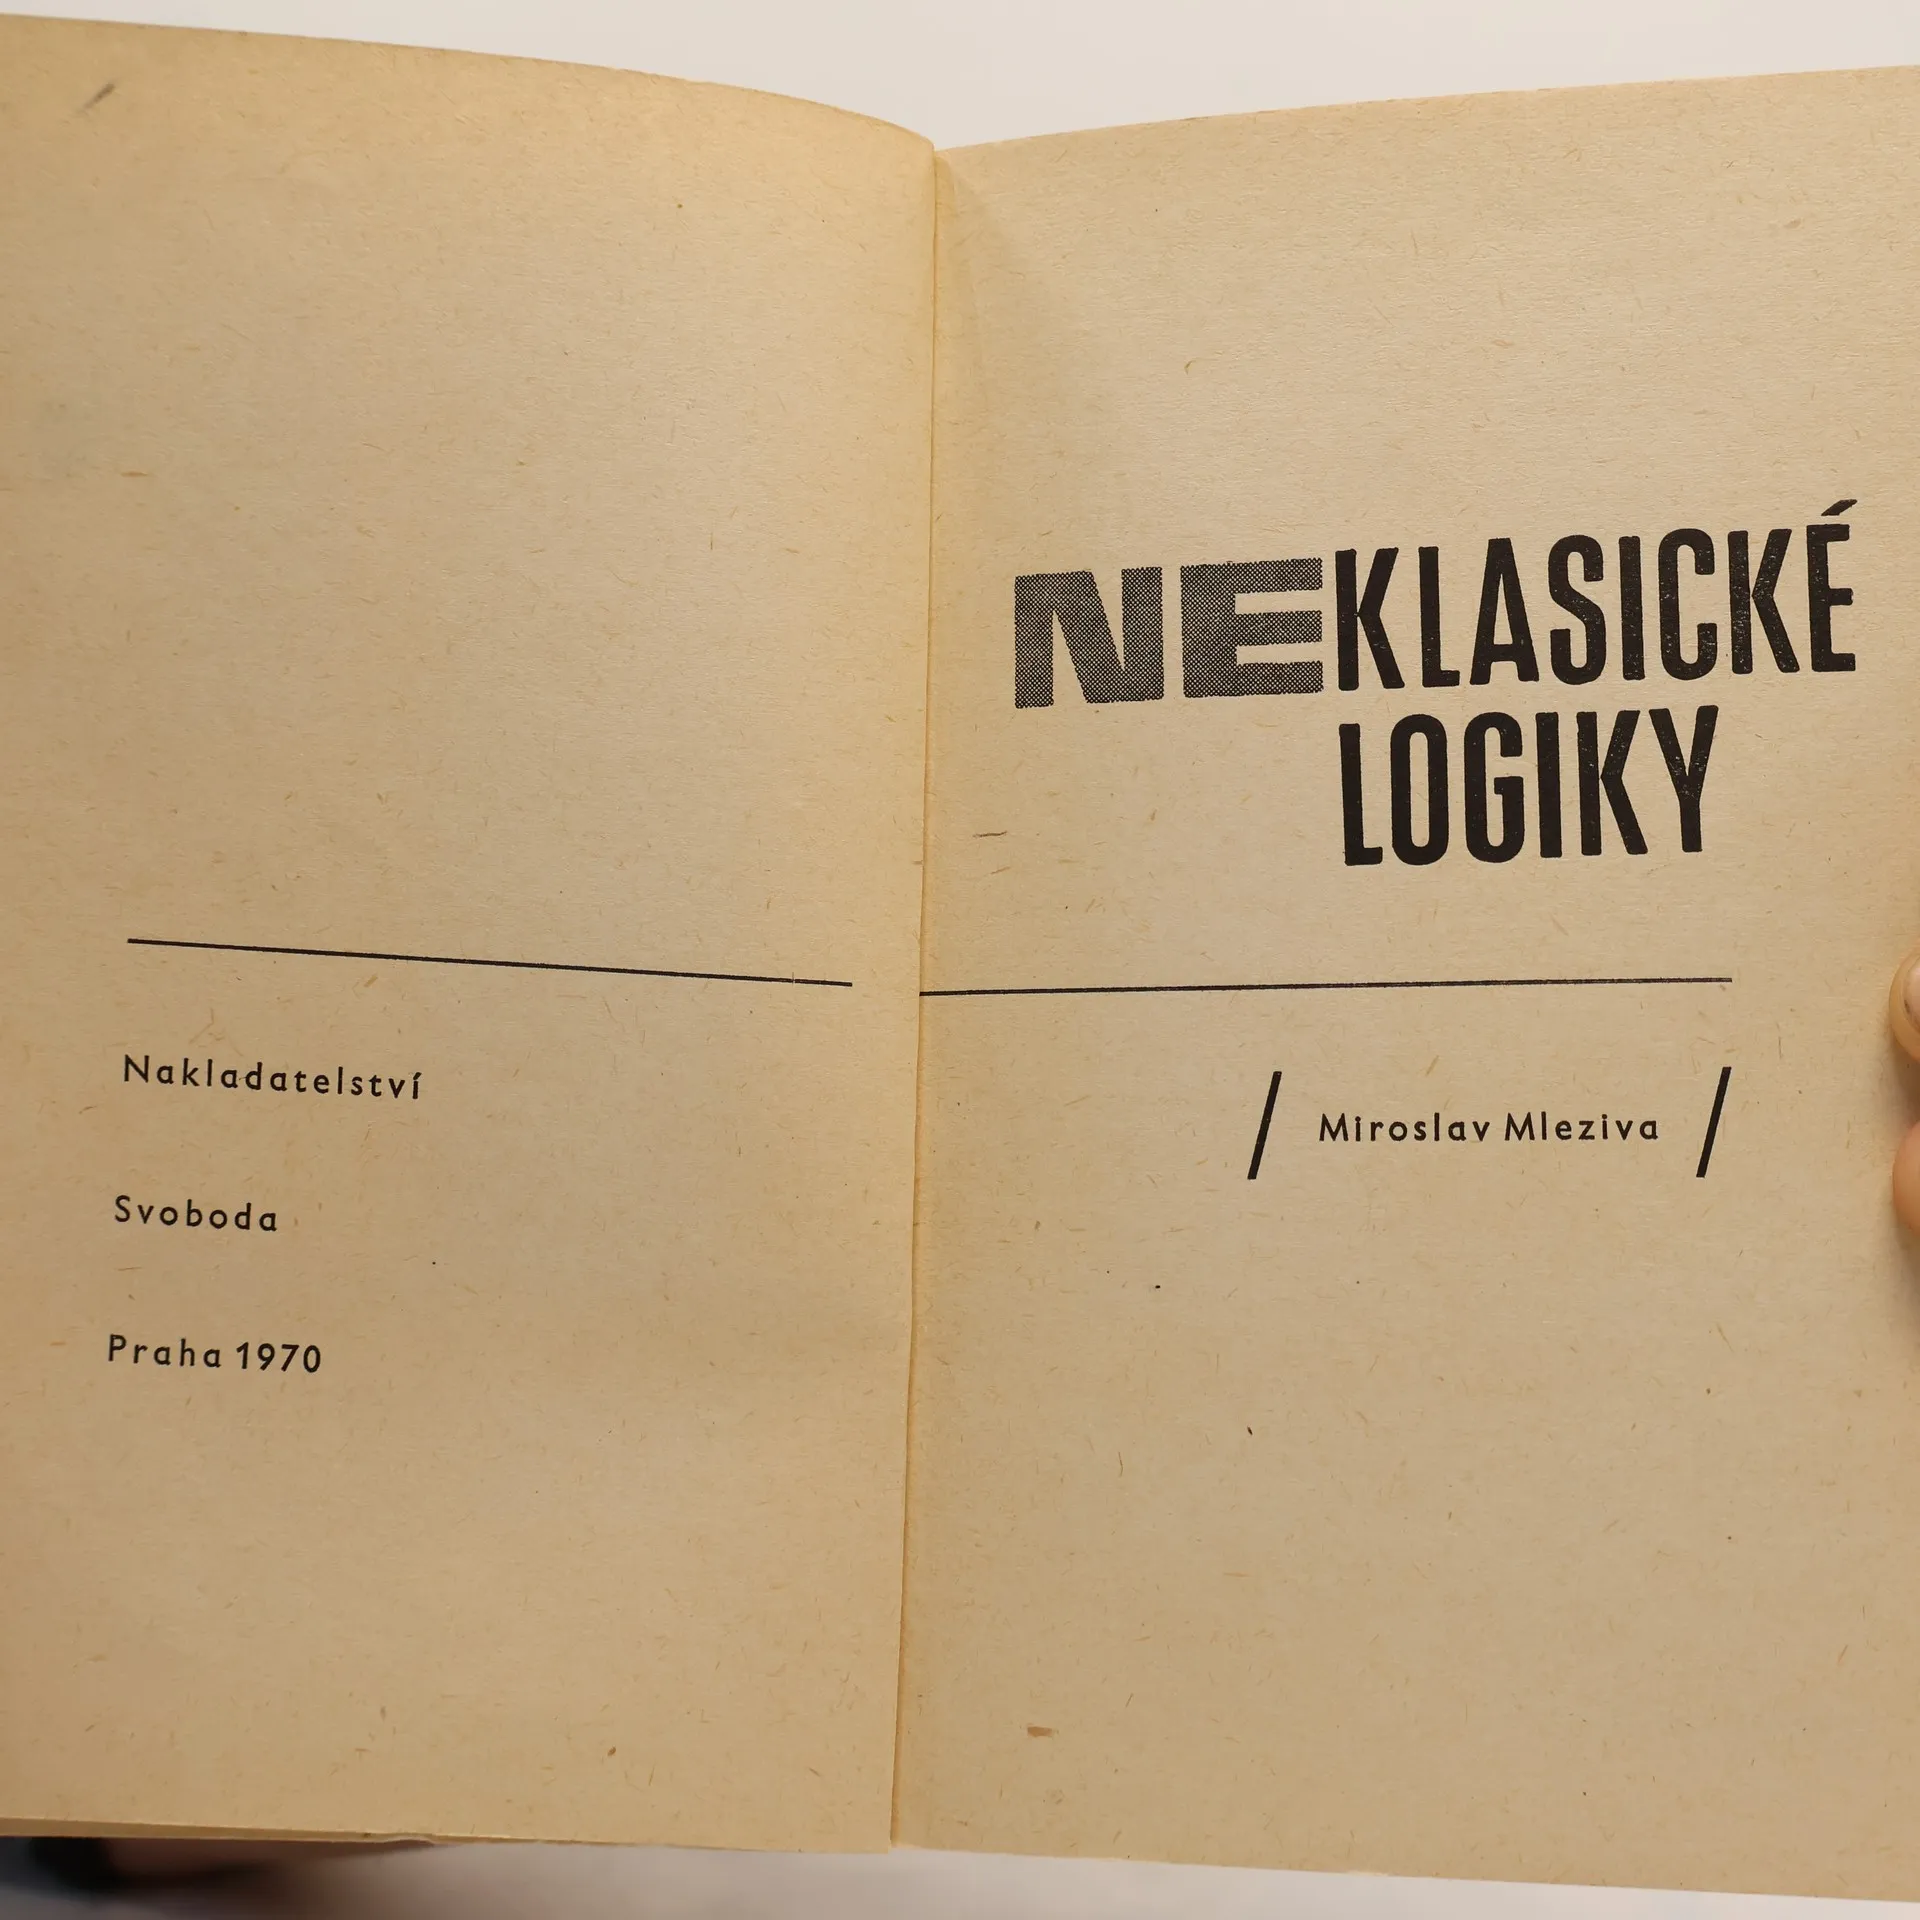 Nakladatelství
Svoboda
Praha 1970
NEKLASICKÉ
LOGIKY
/ Miroslav Mleziva /